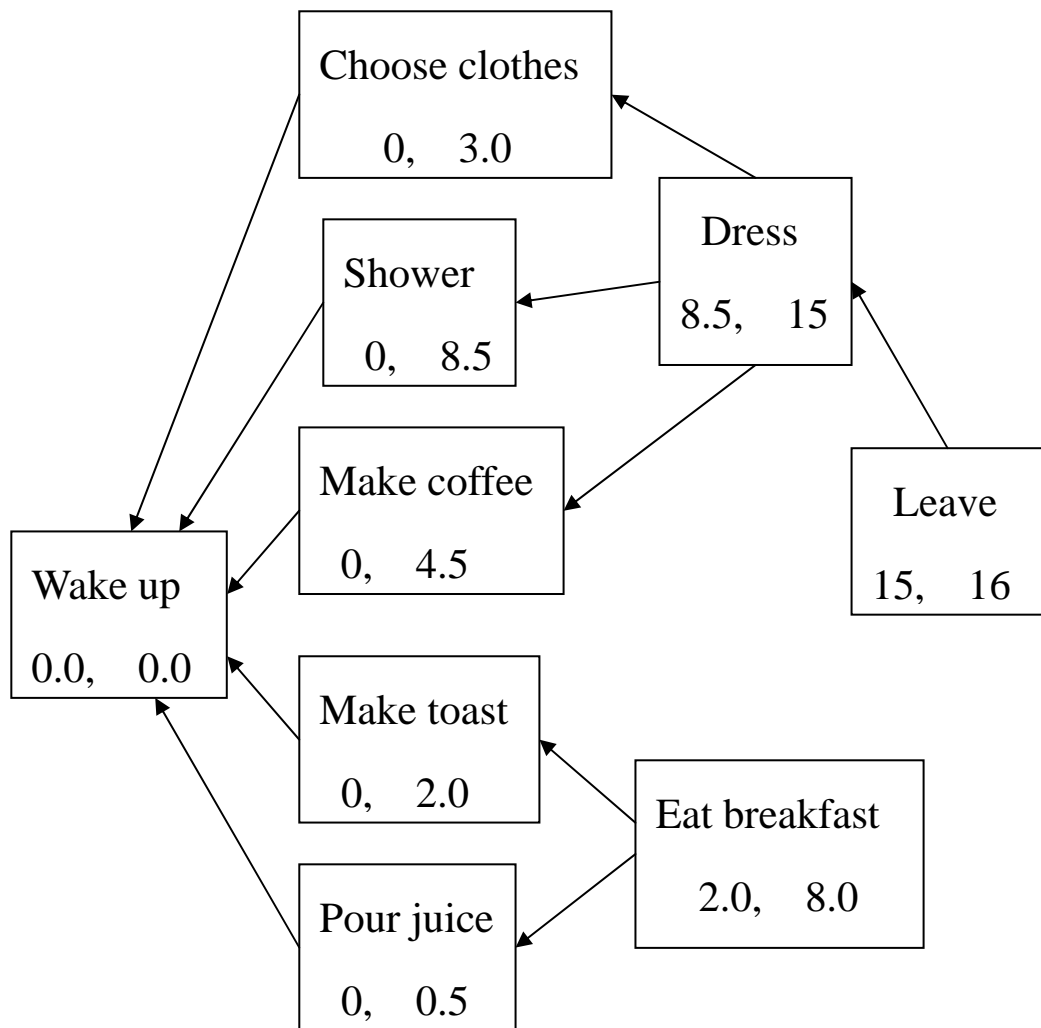 Choose clothes
0, 3.0
Dress
8.5, 15
Shower
0, 8.5
Make coffee
0, 4.5
Leave
15, 16
Wake up
0.0, 0.0
Make toast
0, 2.0
Eat breakfast
2.0, 8.0
Pour juice
0, 0.5